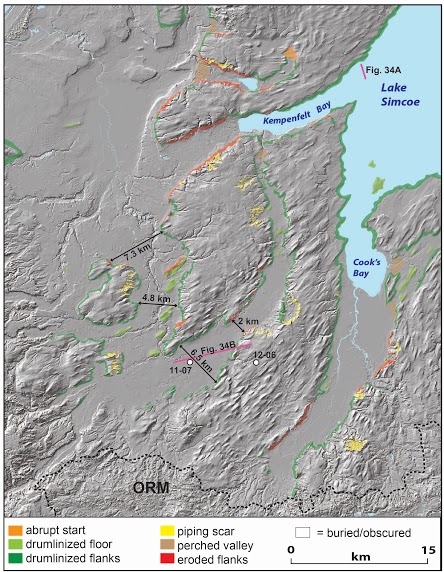 Fig. 34A
Lake
Simcoe
Kempenfelt Bay
7.3 km
Cook's
Bay
4.8 km
2 km
Fig. 34B
6.5 km
11-07
12-06
ORM
abrupt start
drumlinized floor
drumlinized flanks
piping scar
perched valley
eroded flanks
= buried/obscured
0 15
km